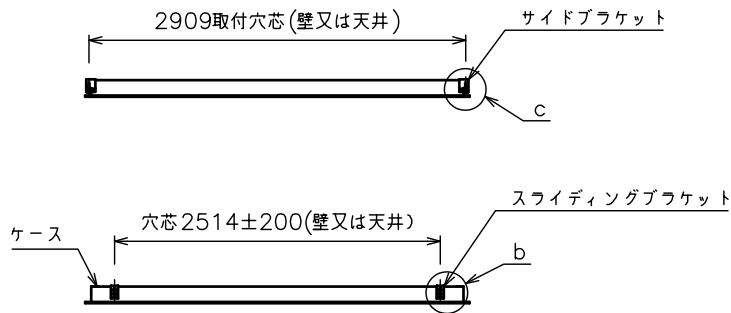 2909取付穴芯(壁又は天井)
サイドブラケット
c
スライディングブラケット
穴芯2514±200(壁又は天井)
ケース
b